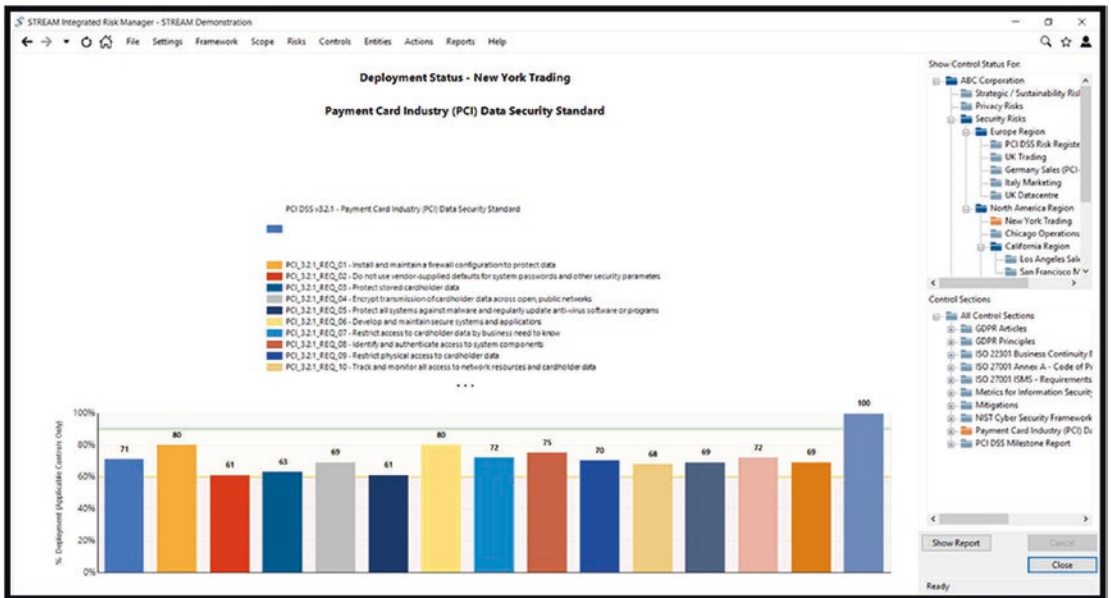 STREAM Integrated Risk Manager - STREAM Demonstration
File Settings Framework Scope Risks Controls Entities Actions Reports Help
Deployment Status - New York Trading
Payment Card Industry (PCI) Data Security Standard
PCI DSS v3.2.1 - Payment Card Industry (PCI) Data Security Standard
PCI_3.2.1_REQ_01 - Install and maintain a firewall configuration to protect data
PCI_3.2.1_REQ_02 - Do not use vendor-supplied defaults for system passwords and other security parameters
PCI_3.2.1_REQ_03 - Protect stored cardholder data
PCI_3.2.1_REQ_04 - Encrypt transmission of cardholder data across open, public networks
PCI_3.2.1_REQ_05 - Protect all systems against malware and regularly update anti-virus software or programs
PCI_3.2.1_REQ_06 - Develop and maintain secure systems and applications
PCI_3.2.1_REQ_07 - Restrict access to cardholder data by business need to know
PCI_3.2.1_REQ_08 - Identify and authenticate access to system components
PCI_3.2.1_REQ_09 - Restrict physical access to cardholder data
PCI_3.2.1_REQ_10 - Track and monitor all access to network resources and cardholder data
...
% Deployment (Applicable Controls Only)
100%
80%
60%
40%
20%
0%
71 80 61 63 69 61 80 72 75 70 68 69 72 69 100
Show Control Status For:
ABC Corporation
Strategic / Sustainability Risl
Privacy Risks
Security Risks
Europe Region
PCI DSS Risk Registe
UK Trading
Germany Sales (PCI-
Italy Marketing
UK Datacentre
North America Region
New York Trading
Chicago Operations
California Region
Los Angeles Sale
San Francisco M
Control Sections
All Control Sections
GDPR Articles
GDPR Principles
ISO 22301 Business Continuity
ISO 27001 Annex A - Code of Pr
ISO 27001 ISMS - Requirements
Metrics for Information Security
Mitigations
NIST Cyber Security Framework
Payment Card Industry (PCI) Da
PCI DSS Milestone Report
Show Report
Cancel
Close
Ready